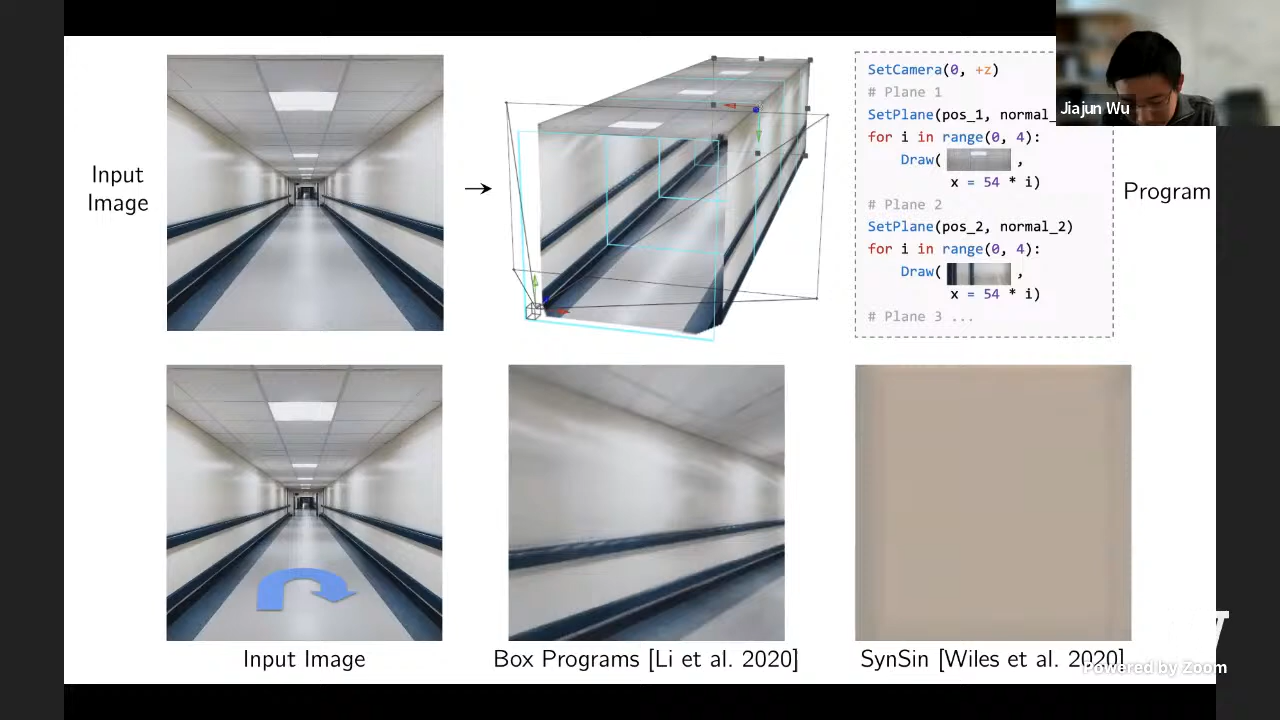 Input
Image
SetCamera(0, +z)
# Plane 1
SetPlane(pos_1, normal_
for i in range(0, 4):
Draw( ,
x = 54 * i)
# Plane 2
SetPlane(pos_2, normal_2)
for i in range(0, 4):
Draw( ,
x = 54 * i)
# Plane 3 ...
Jiajun Wu
Program
Input Image
Box Programs [Li et al. 2020]
SynSin [Wiles et al. 2020]
Powered by Zoom